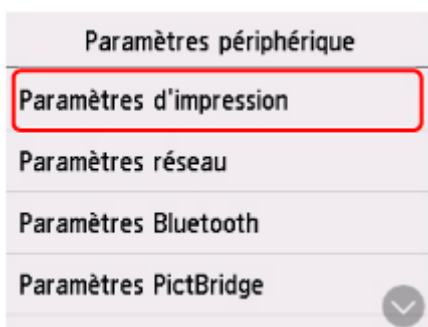 Paramètres périphérique
Paramètres d'impression
Paramètres réseau
Paramètres Bluetooth
Paramètres PictBridge